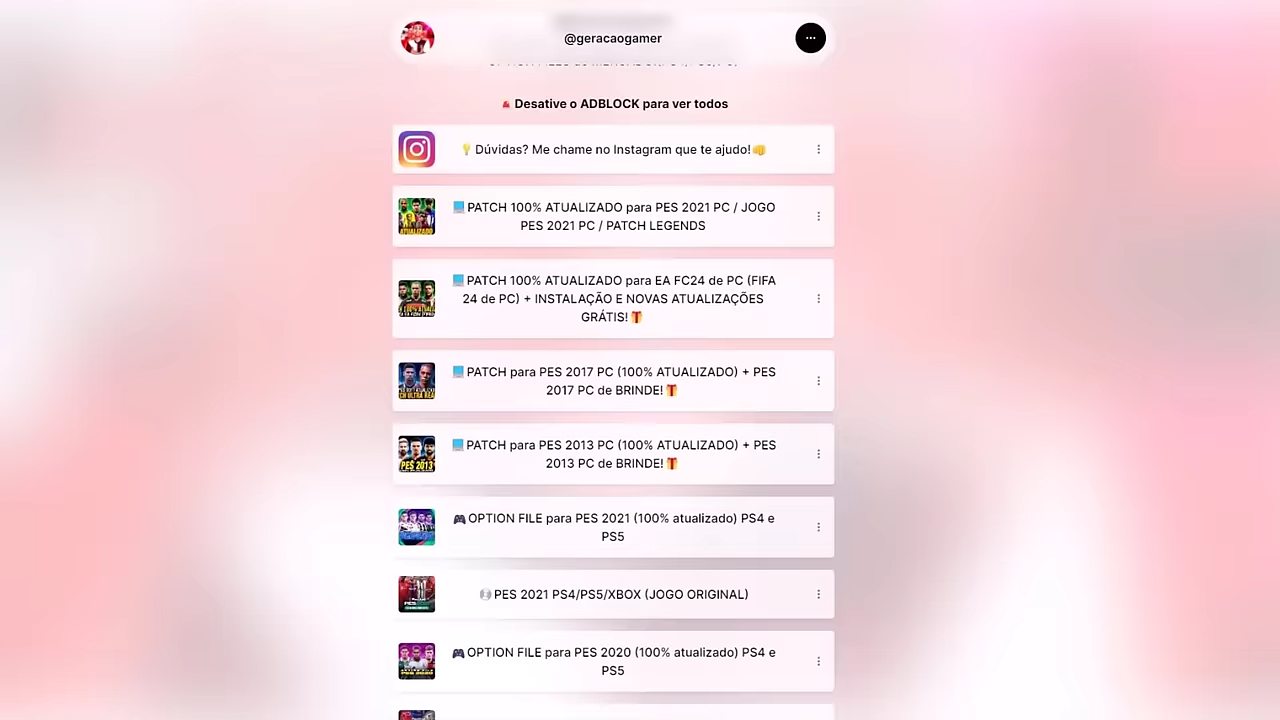 @geracaogamer
Desative o ADBLOCK para ver todos
💡Dúvidas? Me chame no Instagram que te ajudo!👊
PATCH 100% ATUALIZADO para PES 2021 PC / JOGO
PES 2021 PC / PATCH LEGENDS
PATCH 100% ATUALIZADO para EA FC24 de PC (FIFA
24 de PC) + INSTALAÇÃO E NOVAS ATUALIZAÇÕES
GRÁTIS!🎁
PATCH para PES 2017 PC (100% ATUALIZADO) + PES
2017 PC de BRINDE!🎁
PATCH para PES 2013 PC (100% ATUALIZADO) + PES
2013 PC de BRINDE!🎁
PES 2013
🎮OPTION FILE para PES 2021 (100% atualizado) PS4 e
PS5
⚽PES 2021 PS4/PS5/XBOX (JOGO ORIGINAL)
🎮OPTION FILE para PES 2020 (100% atualizado) PS4 e
PS5